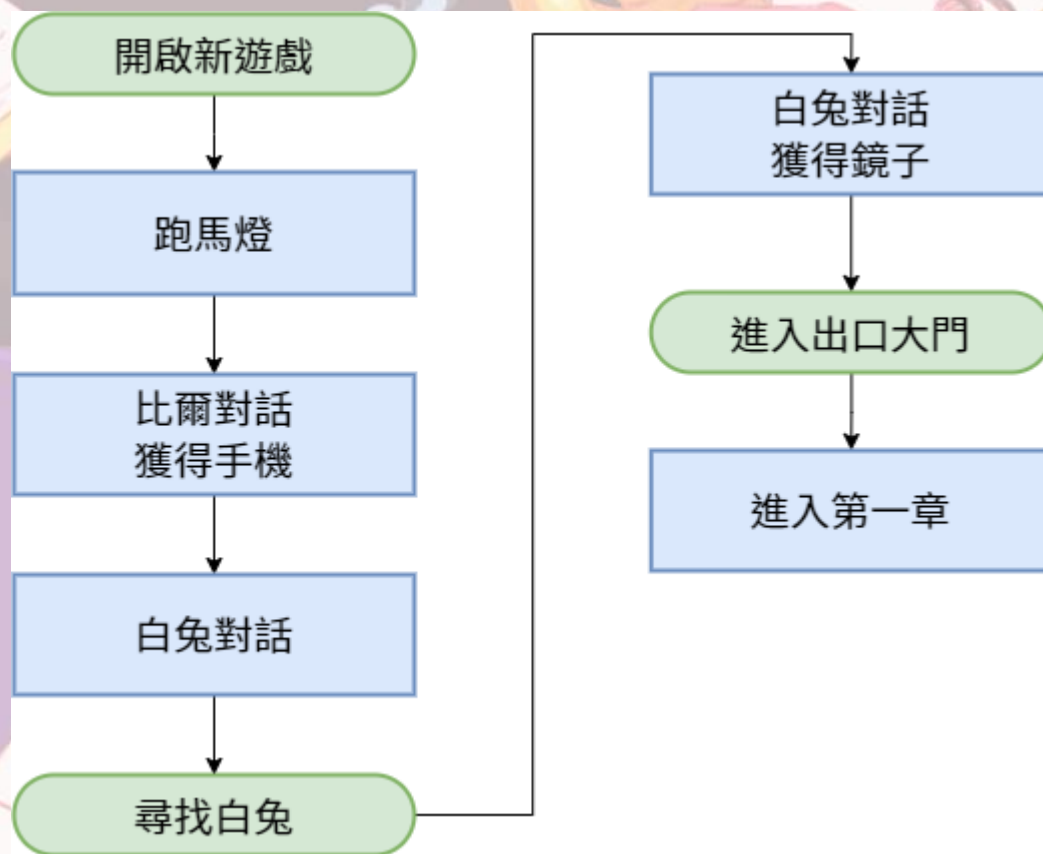 開啟新遊戲
跑馬燈
比爾對話
獲得手機
白兔對話
尋找白兔
白兔對話
獲得鏡子
進入出口大門
進入第一章